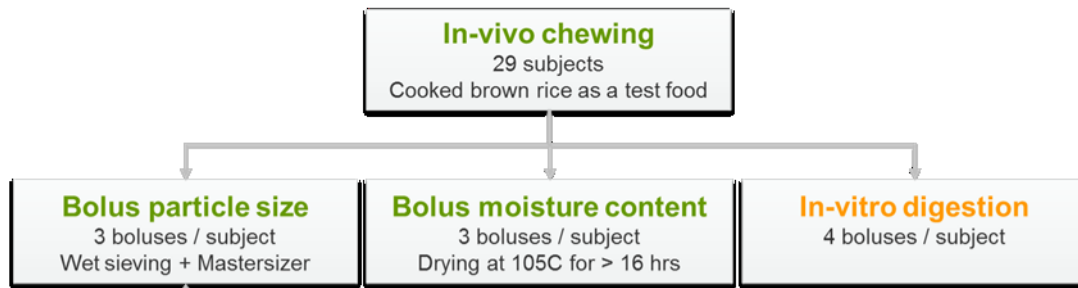 In-vivo chewing
29 subjects
Cooked brown rice as a test food
Bolus particle size
3 boluses / subject
Wet sieving + Mastersizer
Bolus moisture content
3 boluses / subject
Drying at 105C for > 16 hrs
In-vitro digestion
4 boluses / subject